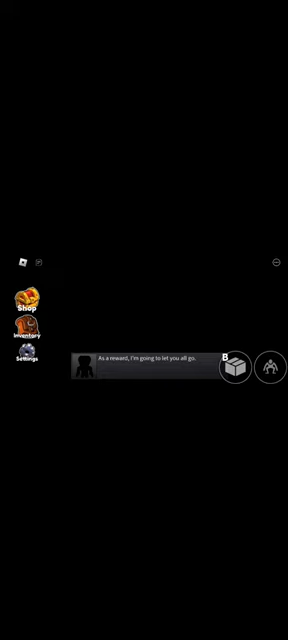 Shop
Inventory
Settings
As a reward, I'm going to let you all go.
B